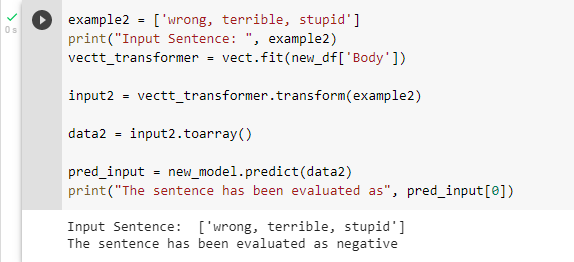 example2 = ['wrong, terrible, stupid']
0s
print("Input Sentence: ", example2)
vectt_transformer = vect.fit(new_df['Body'])
input2 = vectt_transformer.transform(example2)
data2 = input2.toarray()
pred_input = new_model.predict(data2)
print("The sentence has been evaluated as", pred_input[0])
Input Sentence:  ['wrong, terrible, stupid']
The sentence has been evaluated as negative